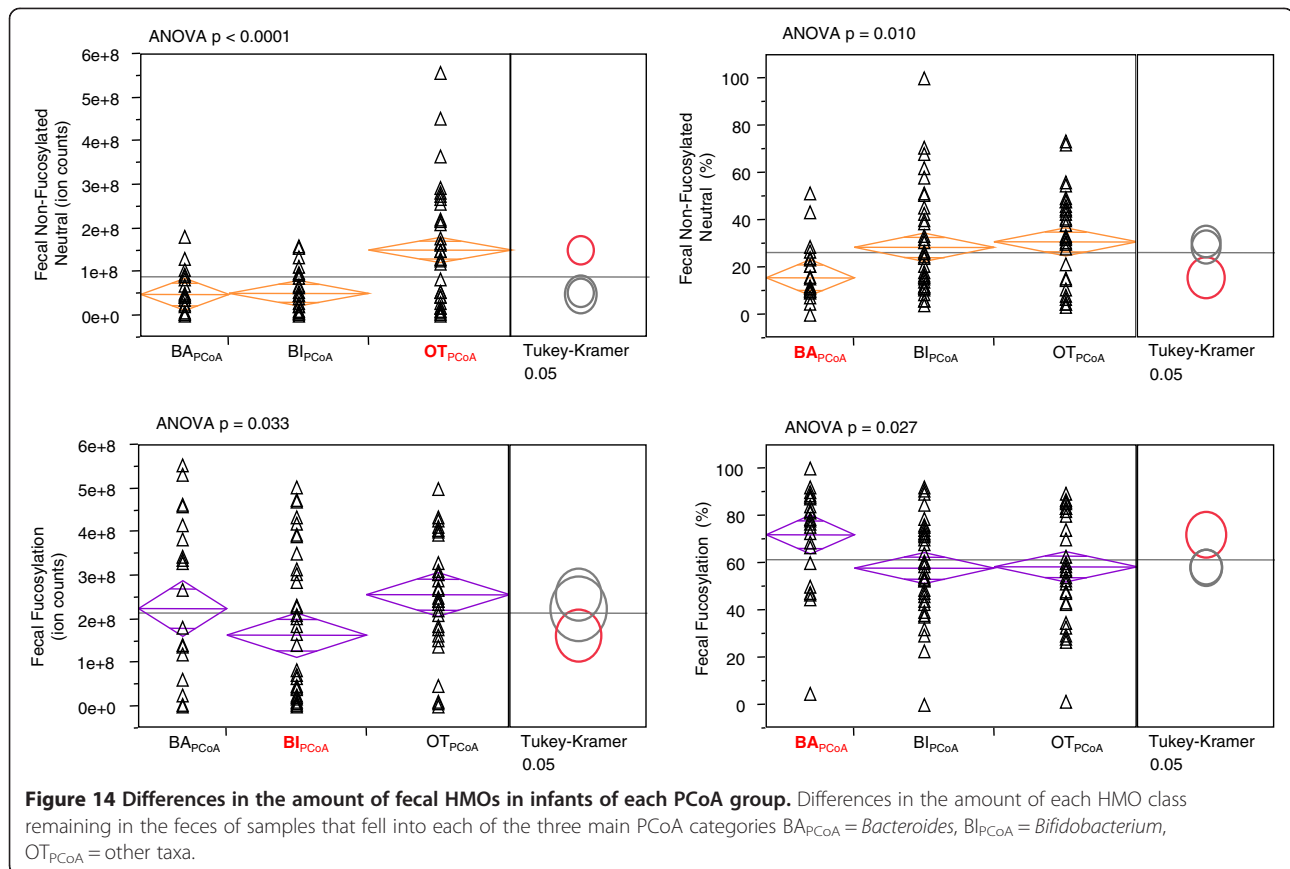 ANOVA p < 0.0001
Fecal Non-Fucosylated
Neutral (ion counts)
6e+8
5e+8
4e+8
3e+8
2e+8
1e+8
0e+0
BAPCoA
BIPCoA
OTPCoA
Tukey-Kramer
0.05
ANOVA p = 0.010
Fecal Non-Fucosylated
Neutral (%)
100
80
60
40
20
0
BAPCoA
BIPCoA
OTPCoA
Tukey-Kramer
0.05
ANOVA p = 0.033
Fecal Fucosylation
(ion counts)
6e+8
5e+8
4e+8
3e+8
2e+8
1e+8
0e+0
BAPCoA
BIPCoA
OTPCoA
Tukey-Kramer
0.05
ANOVA p = 0.027
Fecal Fucosylation (%)
100
80
60
40
20
0
BAPCoA
BIPCoA
OTPCoA
Tukey-Kramer
0.05
Figure 14 Differences in the amount of fecal HMOs in infants of each PCoA group. Differences in the amount of each HMO class
remaining in the feces of samples that fell into each of the three main PCoA categories BAPCoA = Bacteroides, BIPCoA = Bifidobacterium,
OTPCoA = other taxa.